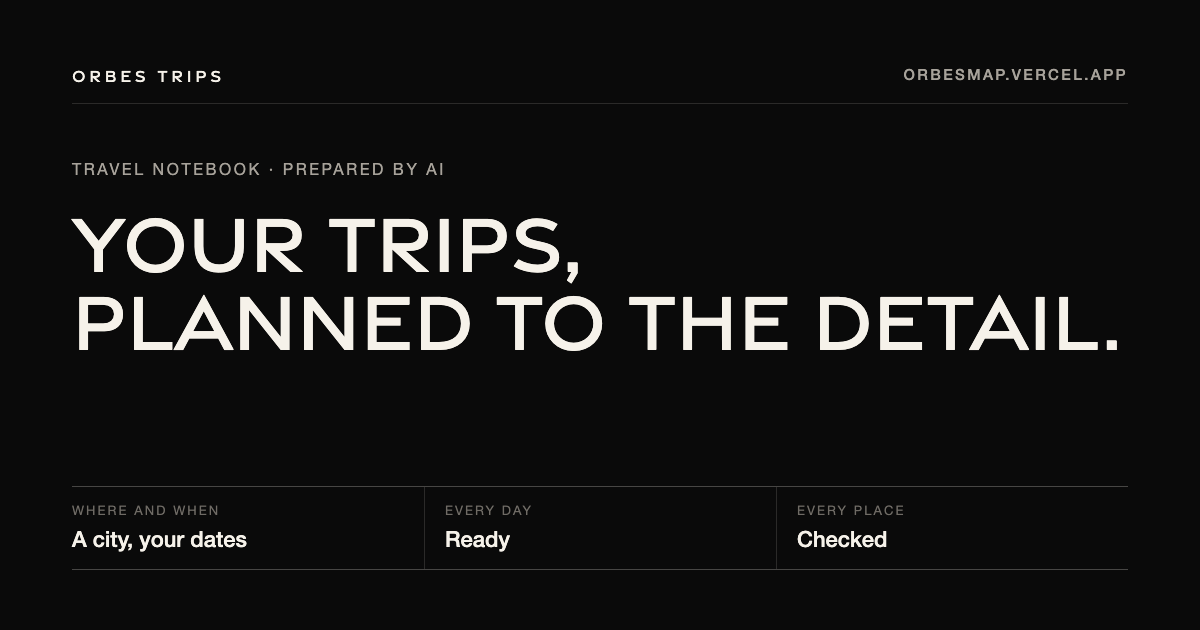 ORBES TRIPS
ORBESMAP.VERCEL.APP
TRAVEL NOTEBOOK · PREPARED BY AI
YOUR TRIPS,
PLANNED TO THE DETAIL.
WHERE AND WHEN
A city, your dates
EVERY DAY
Ready
EVERY PLACE
Checked